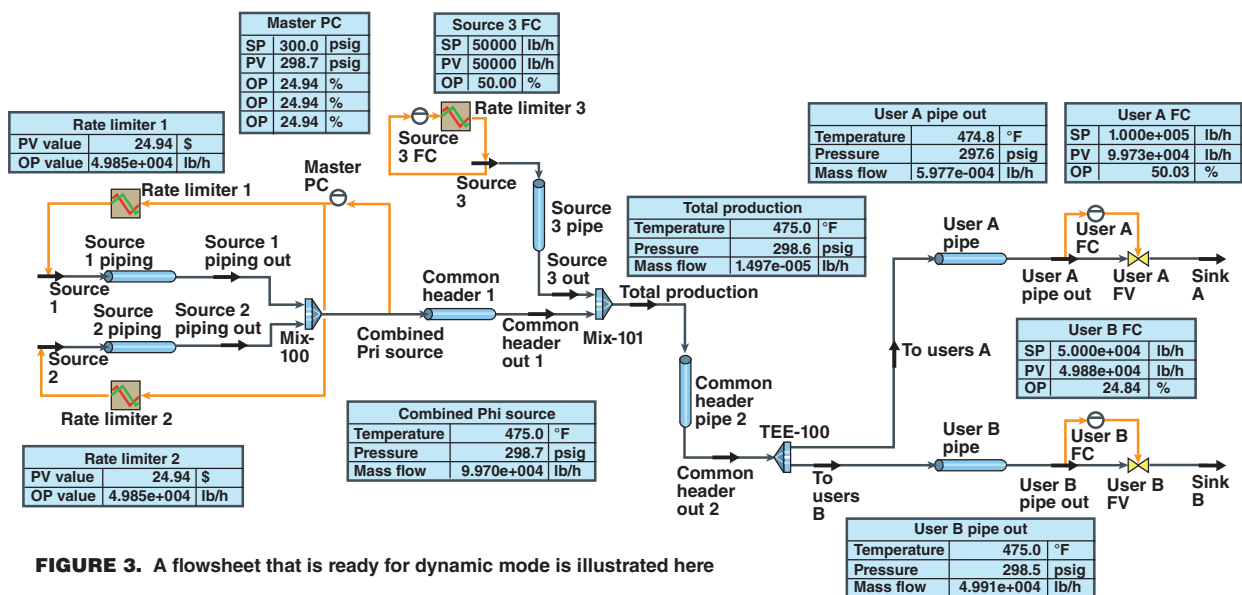 Master PC
SP 300.0 psig
PV 298.7 psig
OP 24.94 %
OP 24.94 %
OP 24.94 %
Source 3 FC
SP 50000 lb/h
PV 50000 lb/h
OP 50.00 %
Rate limiter 1
PV value 24.94 $
OP value 4.985e+004 lb/h
Rate limiter 3
Source
3 FC
Source
3
User A pipe out
Temperature 474.8 °F
Pressure 297.6 psig
Mass flow 5.977e-004 lb/h
User A FC
SP 1.000e+005 lb/h
PV 9.973e+004 lb/h
OP 50.03 %
Rate limiter 1
Master
PC
Source
3 pipe
Source
3 out
Total production
Temperature 475.0 °F
Pressure 298.6 psig
Mass flow 1.497e-005 lb/h
User A
pipe
User A
FC
User A
pipe out
User A
FV
Sink
A
Source
1 piping
Source 1
piping out
Source
1
Source
2 piping
Source 2
piping out
Source
2
Mix-
100
Combined
Pri source
Common
header 1
Common
header
out 1
Mix-101
Total production
To users A
User B FC
SP 5.000e+004 lb/h
PV 4.988e+004 lb/h
OP 24.84 %
Rate limiter 2
Common
header
pipe 2
Combined Phi source
Temperature 475.0 °F
Pressure 298.7 psig
Mass flow 9.970e+004 lb/h
TEE-100
User B
pipe
User B
FC
Rate limiter 2
PV value 24.94 $
OP value 4.985e+004 lb/h
Common
header
out 2
To
users
B
User B
pipe out
User B
FV
Sink
B
User B pipe out
Temperature 475.0 °F
Pressure 298.5 psig
Mass flow 4.991e+004 lb/h
FIGURE 3. A flowsheet that is ready for dynamic mode is illustrated here